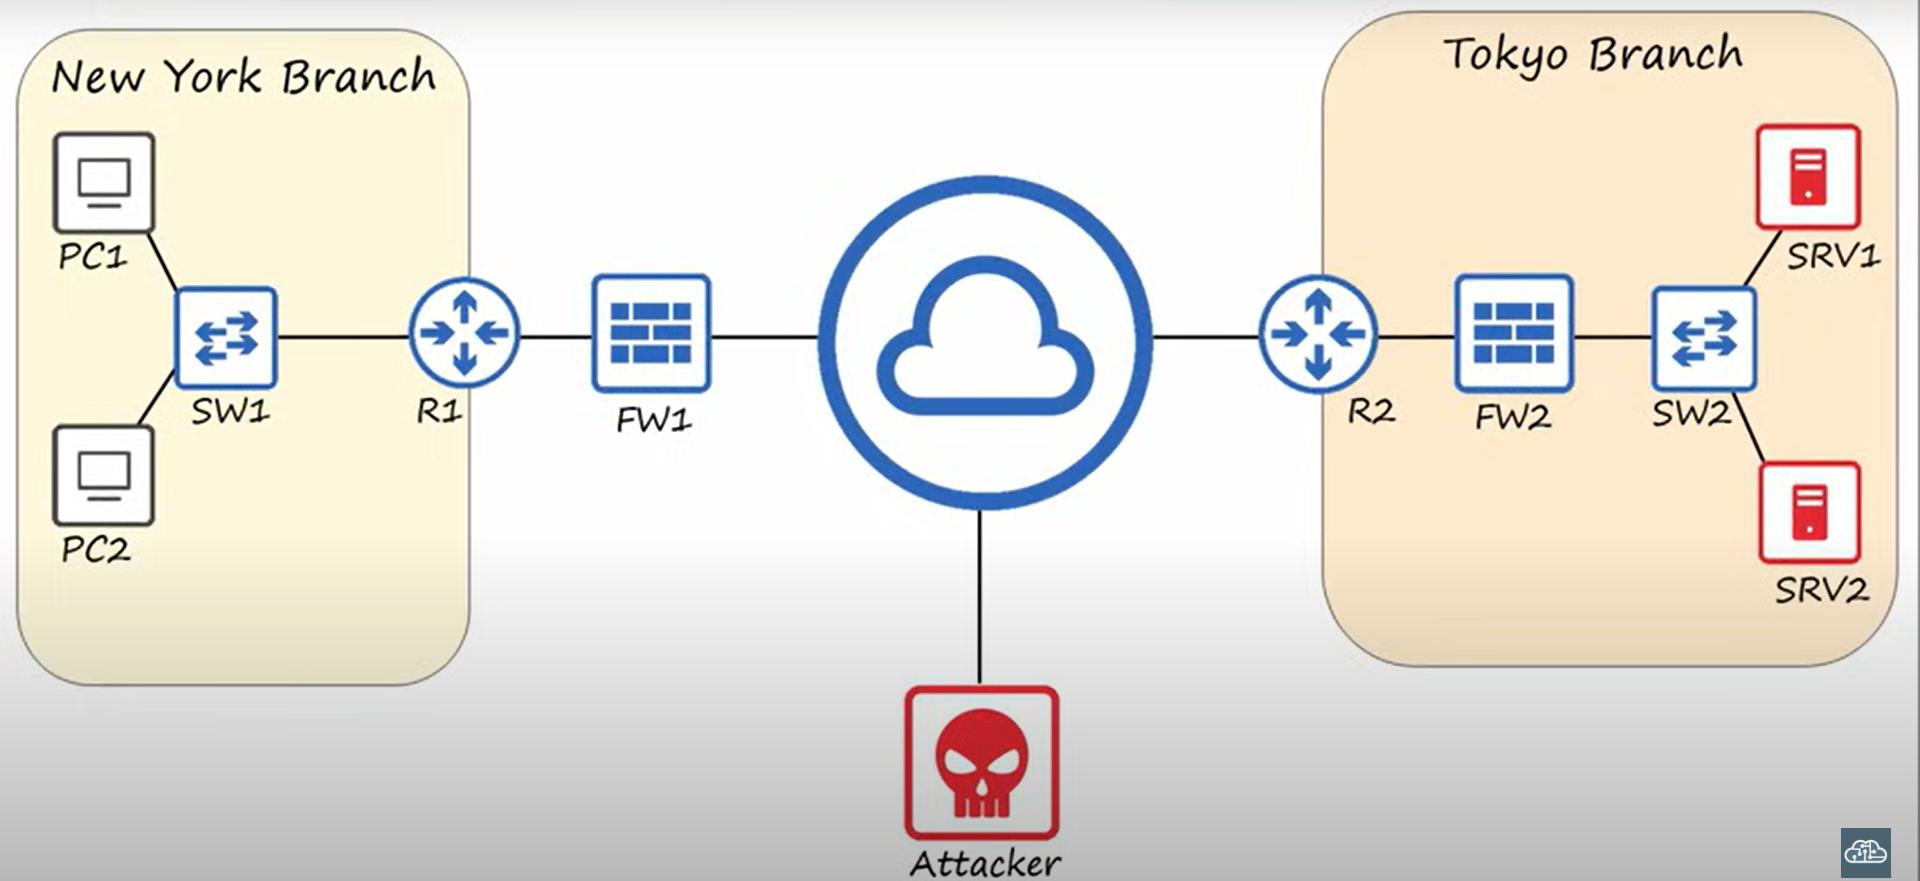 New York Branch
Tokyo Branch
PC1
SRV1
SW1
R1
FW1
R2
FW2
SW2
PC2
SRV2
Attacker